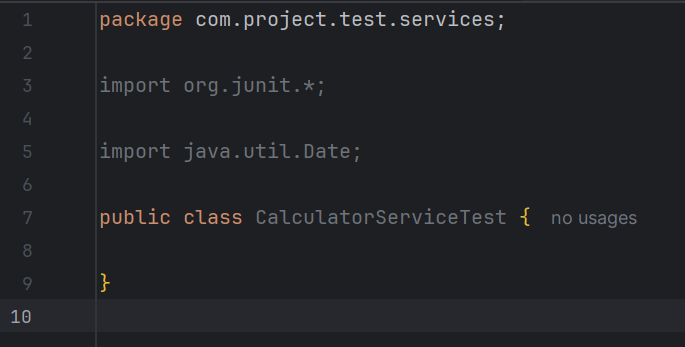 1 package com.project.test.services;
2
3 import org.junit.*;
4
5 import java.util.Date;
6
7 public class CalculatorServiceTest { no usages
8
9 }
10